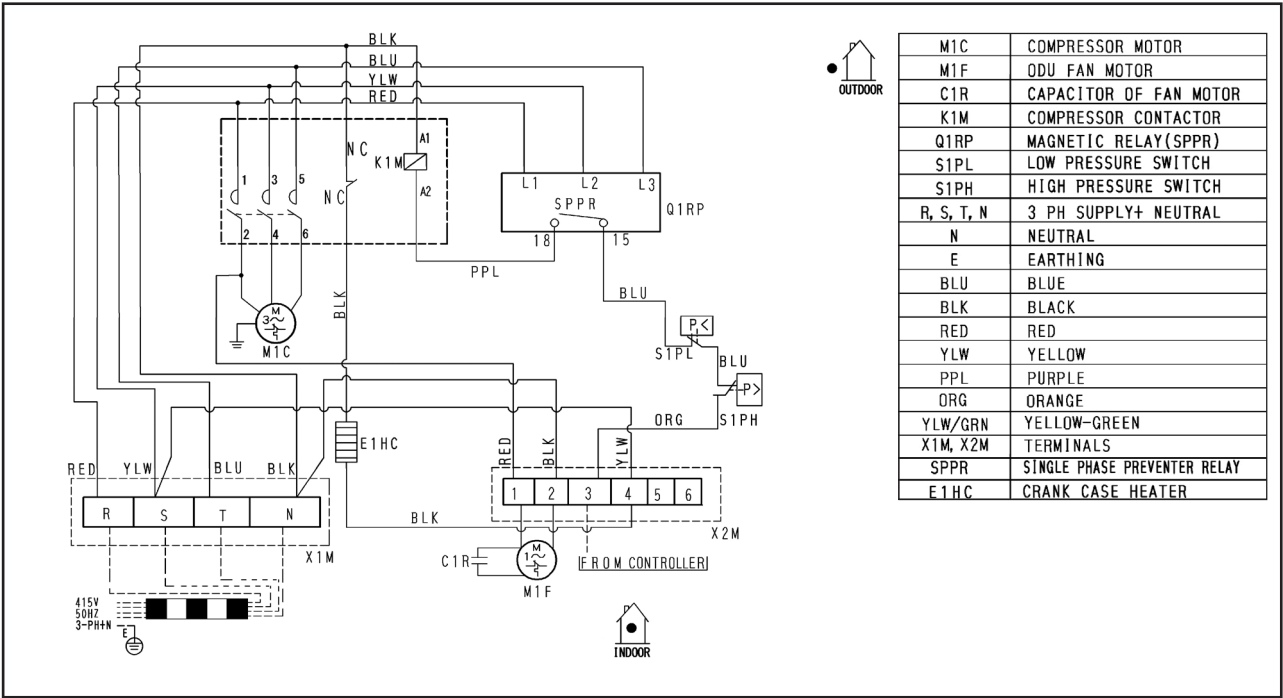 BLK
BLU
YLW
RED
A1
NC
K1M
A2
NC
1
3
5
2
4
6
L1
L2
L3
SPPR
Q1RP
18
15
PPL
BLU
BLK
M
3~
M1C
P<
S1PL
BLU
P>
S1PH
ORG
E1HC
RED
YLW
BLU
BLK
RED
BLK
YLW
R
S
T
N
X1M
1
2
3
4
5
6
X2M
BLK
C1R
M
1~
M1F
FROM CONTROLLER
415V
50HZ
3-PH+N
E
INDOOR
OUTDOOR
M1C COMPRESSOR MOTOR
M1F ODU FAN MOTOR
C1R CAPACITOR OF FAN MOTOR
K1M COMPRESSOR CONTACTOR
Q1RP MAGNETIC RELAY(SPPR)
S1PL LOW PRESSURE SWITCH
S1PH HIGH PRESSURE SWITCH
R, S, T, N 3 PH SUPPLY+ NEUTRAL
N NEUTRAL
E EARTHING
BLU BLUE
BLK BLACK
RED RED
YLW YELLOW
PPL PURPLE
ORG ORANGE
YLW/GRN YELLOW-GREEN
X1M, X2M TERMINALS
SPPR SINGLE PHASE PREVENTER RELAY
E1HC CRANK CASE HEATER